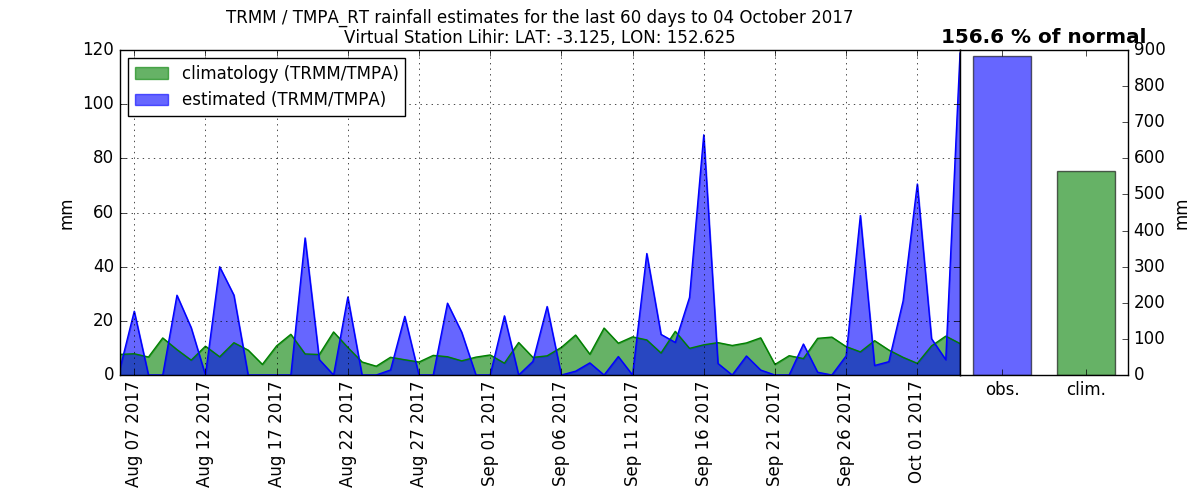 TRMM / TMPA_RT rainfall estimates for the last 60 days to 04 October 2017
Virtual Station Lihir: LAT: -3.125, LON: 152.625
156.6 % of normal
climatology (TRMM/TMPA)
estimated (TRMM/TMPA)
120
100
80
60
40
20
0
mm
900
800
700
600
500
400
300
200
100
0
mm
Aug 07 2017
Aug 12 2017
Aug 17 2017
Aug 22 2017
Aug 27 2017
Sep 01 2017
Sep 06 2017
Sep 11 2017
Sep 16 2017
Sep 21 2017
Sep 26 2017
Oct 01 2017
obs.
clim.